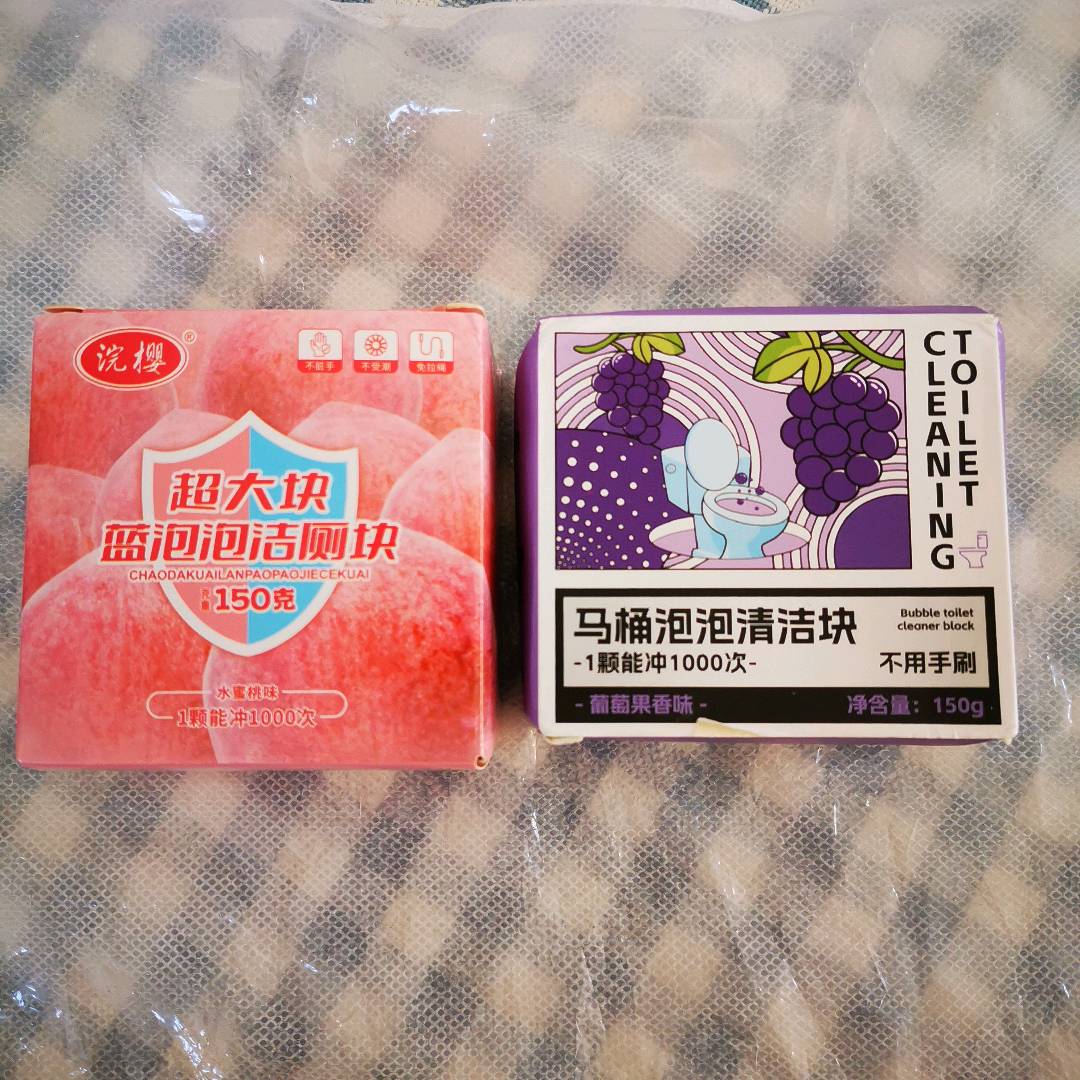 浣樱®
不脏手 不受潮 免拉绳
超大块
蓝泡泡洁厕块
CHAODAKUAILANPAOPAOJIECEKUAI
克重 150克
水蜜桃味
1颗能冲1000次
TOILET
CLEANING
马桶泡泡清洁块
Bubble toilet
cleaner block
-1颗能冲1000次-
不用手刷
- 葡萄果香味 -
净含量：150g